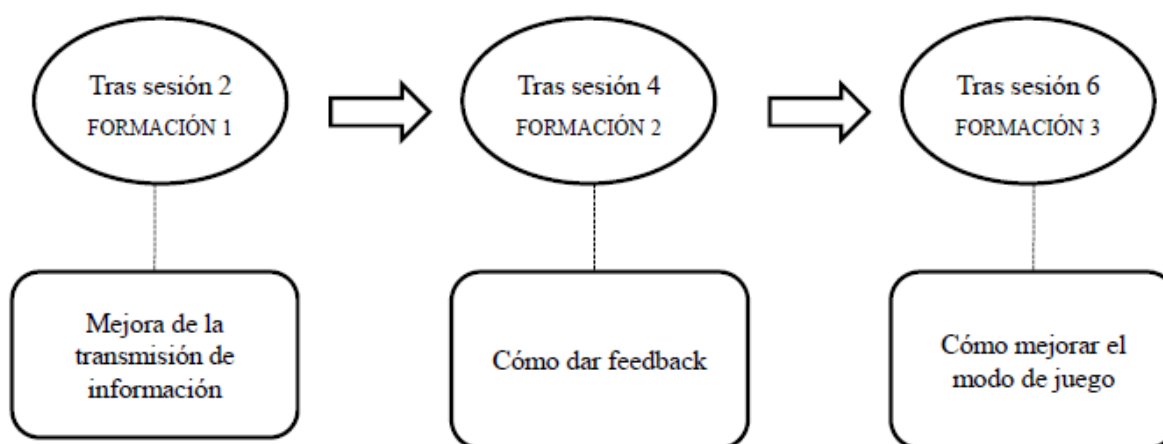 Tras sesión 2
FORMACIÓN 1
Tras sesión 4
FORMACIÓN 2
Tras sesión 6
FORMACIÓN 3
Mejora de la
transmisión de
información
Cómo dar feedback
Cómo mejorar el
modo de juego